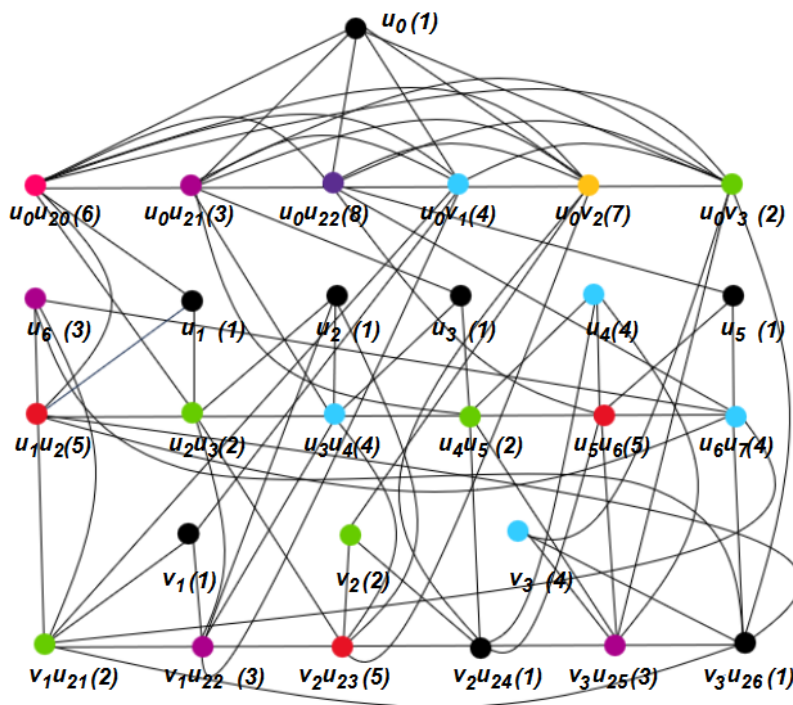 u0 (1)
u0u20(6) u0u21(3) u0u22(8) u0v1(4) u0v2(7) u0v3 (2)
u6 (3) u1 (1) u2 (1) u3 (1) u4(4) u5 (1)
u1u2(5) u2u3(2) u3u4(4) u4u5 (2) u5u6(5) u6u7(4)
v1(1) v2(2) v3 (4)
v1u21(2) v1u22 (3) v2u23(5) v2u24(1) v3u25(3) v3u26(1)